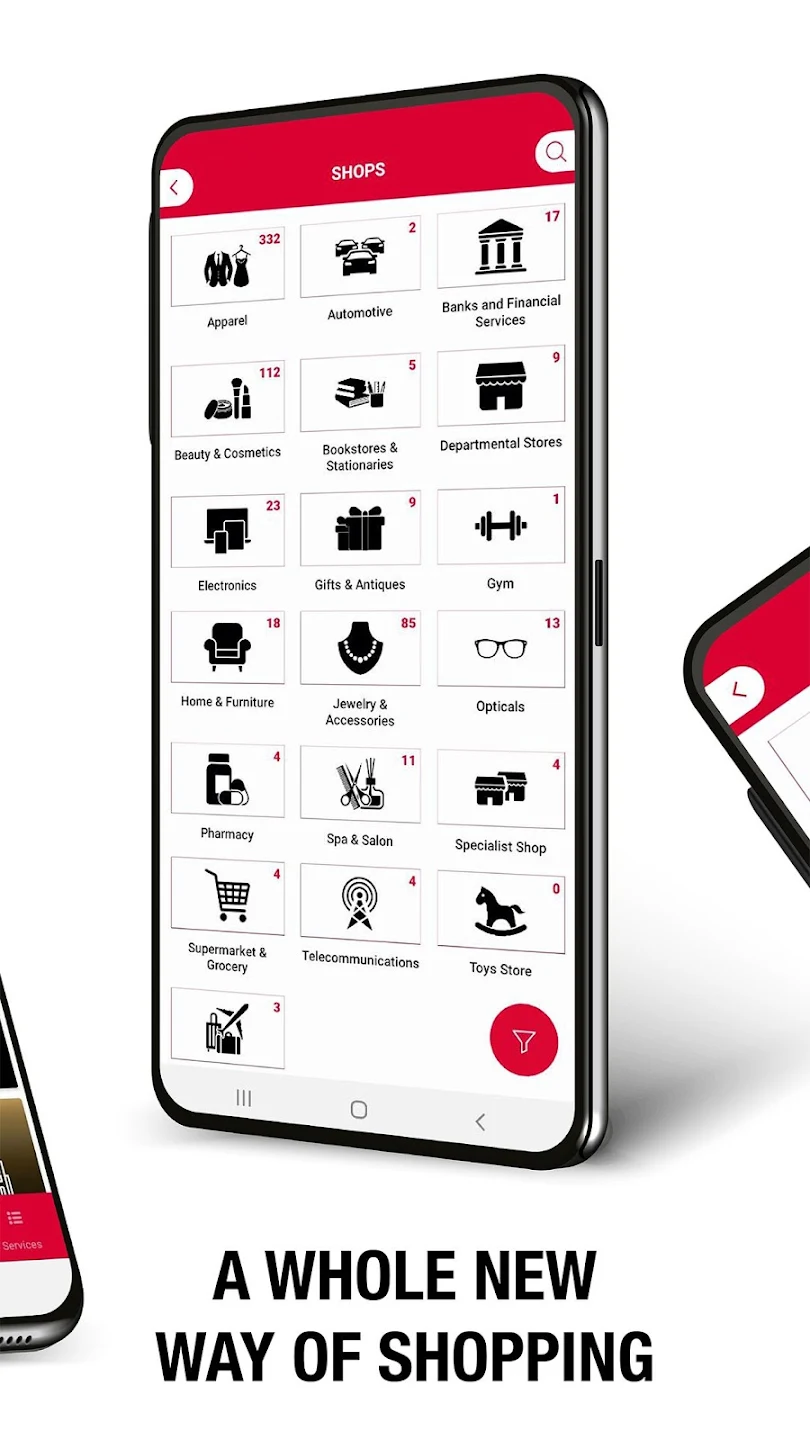 SHOPS
332
2
17
Apparel
Automotive
Banks and Financial
Services
112
5
9
Beauty & Cosmetics
Bookstores &
Stationaries
Departmental Stores
23
9
1
Electronics
Gifts & Antiques
Gym
18
85
13
Home & Furniture
Jewelry &
Accessories
Opticals
4
11
4
Pharmacy
Spa & Salon
Specialist Shop
4
4
0
Supermarket &
Grocery
Telecommunications
Toys Store
3
Services
A WHOLE NEW
WAY OF SHOPPING